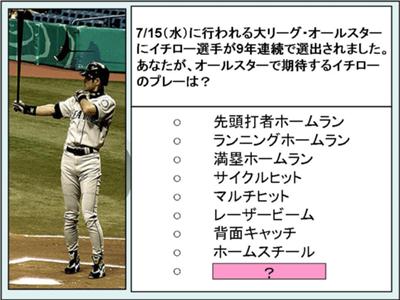 7/15(水)に行われる大リーグ・オールスター
にイチロー選手が9年連続で選出されました。
あなたが、オールスターで期待するイチロー
のプレーは？
○ 先頭打者ホームラン
○ ランニングホームラン
○ 満塁ホームラン
○ サイクルヒット
○ マルチヒット
○ レーザービーム
○ 背面キャッチ
○ ホームスチール
○ ？